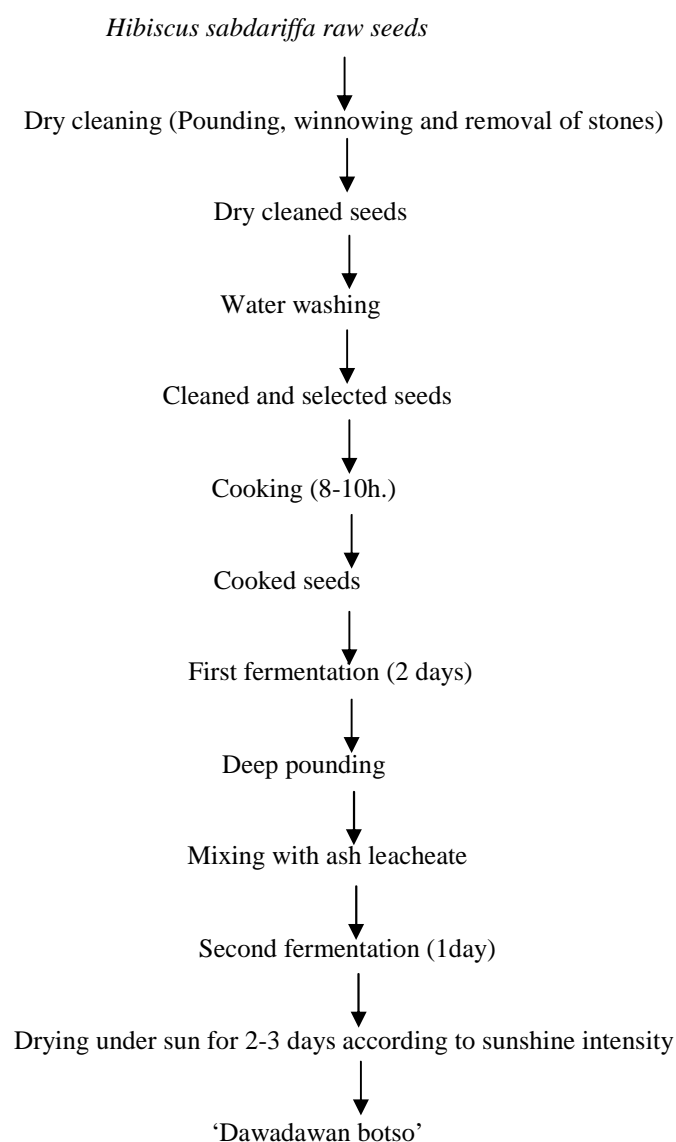 Hibiscus sabdariffa raw seeds
Dry cleaning (Pounding, winnowing and removal of stones)
Dry cleaned seeds
Water washing
Cleaned and selected seeds
Cooking (8-10h.)
Cooked seeds
First fermentation (2 days)
Deep pounding
Mixing with ash leacheate
Second fermentation (1day)
Drying under sun for 2-3 days according to sunshine intensity
‘Dawadawan botso’